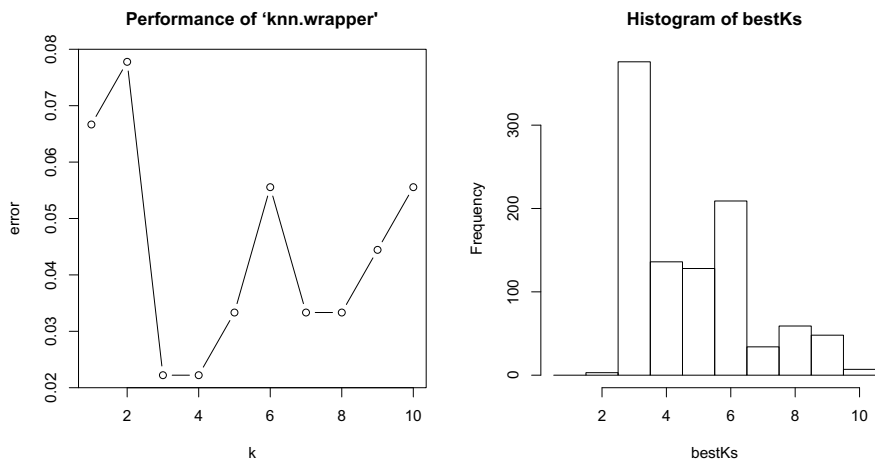 Performance of ‘knn.wrapper'
error
0.02 0.03 0.04 0.05 0.06 0.07 0.08
2 4 6 8 10
k
Histogram of bestKs
Frequency
0 100 200 300
2 4 6 8 10
bestKs